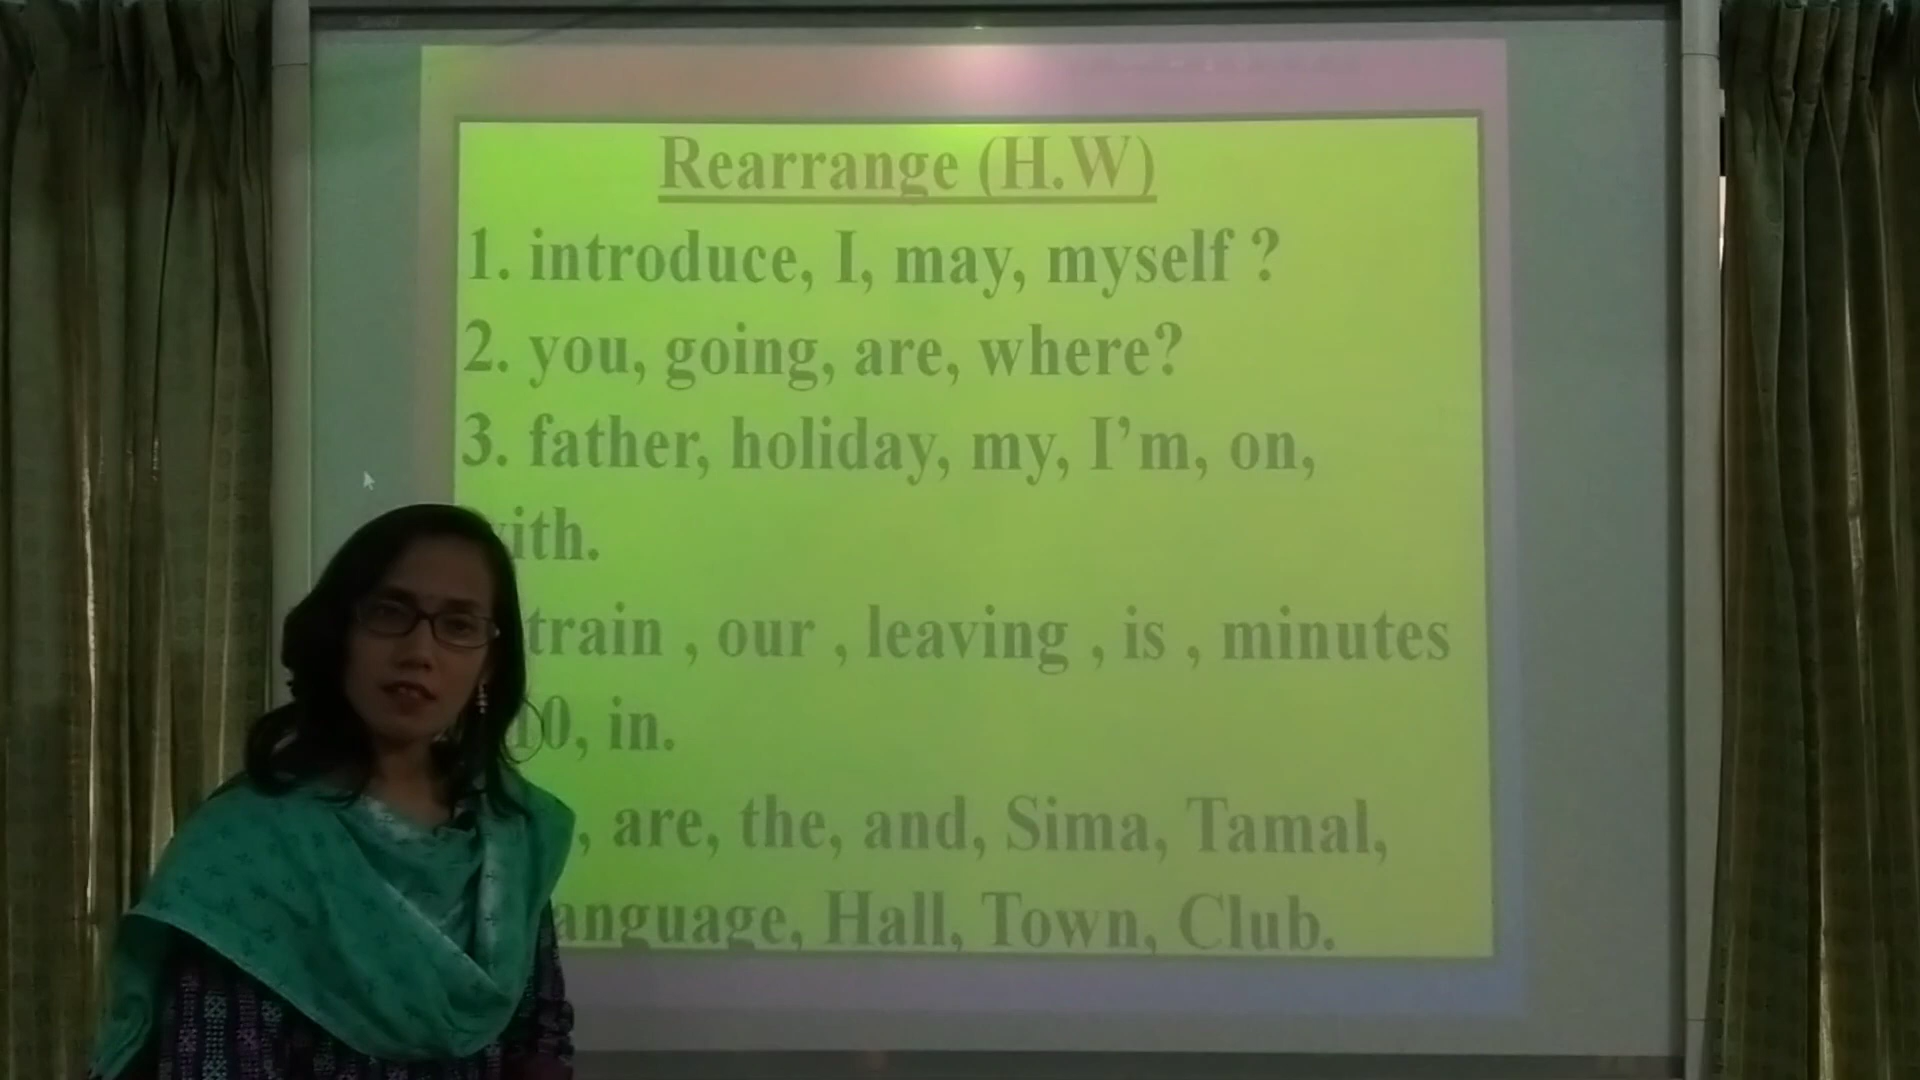 Rearrange (H.W)
1. introduce, I, may, myself ?
2. you, going, are, where?
3. father, holiday, my, I’m, on,
ith.
train , our , leaving , is , minutes
10, in.
, are, the, and, Sima, Tamal,
anguage, Hall, Town, Club.